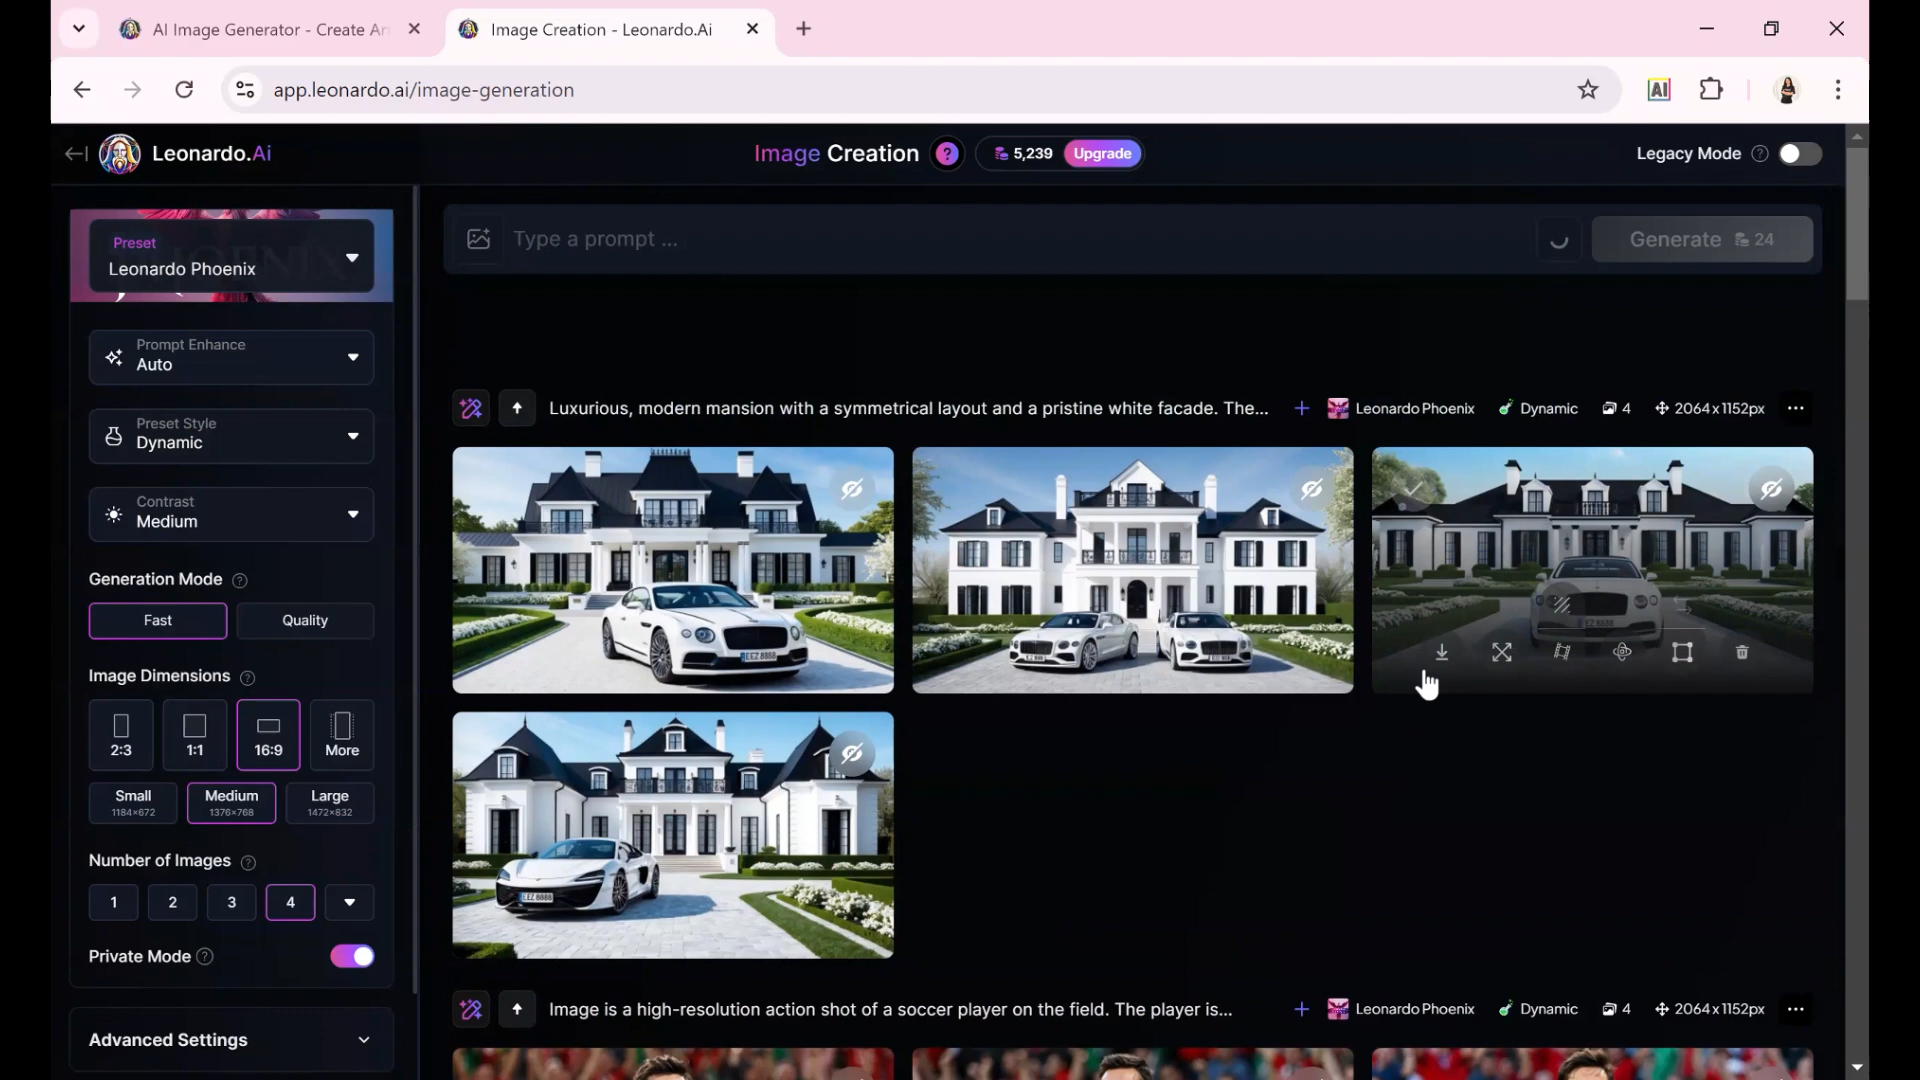 AI Image Generator - Create Ar
Image Creation - Leonardo.Ai
app.leonardo.ai/image-generation
AI
Leonardo.Ai
Image Creation ?
5,239
Upgrade
Legacy Mode ?
Preset
Leonardo Phoenix
Type a prompt ...
Generate 24
Prompt Enhance
Auto
Luxurious, modern mansion with a symmetrical layout and a pristine white facade. The...
Leonardo Phoenix
Dynamic
4
2064x1152px
Preset Style
Dynamic
Contrast
Medium
Generation Mode ?
Fast
Quality
Image Dimensions ?
2:3
1:1
16:9
More
Small
1184×672
Medium
1376×768
Large
1472×832
Number of Images ?
1
2
3
4
Private Mode ?
Advanced Settings
Image is a high-resolution action shot of a soccer player on the field. The player is...
Leonardo Phoenix
Dynamic
4
2064x1152px